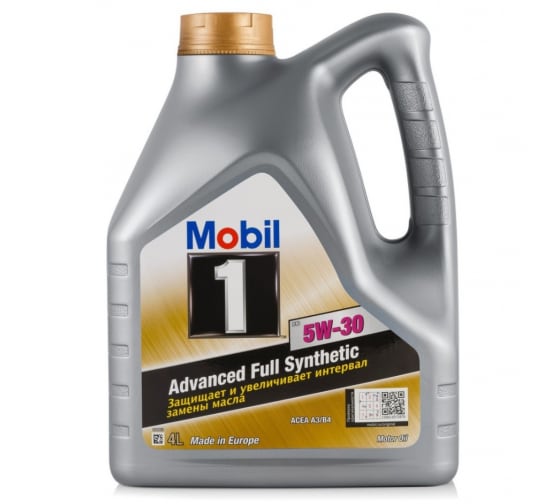 Mobil
1
5W-30
Advanced Full Synthetic
Защищает и увеличивает интервал
замены масла
ACEA A3/B4
4L Made in Europe
Motor Oil